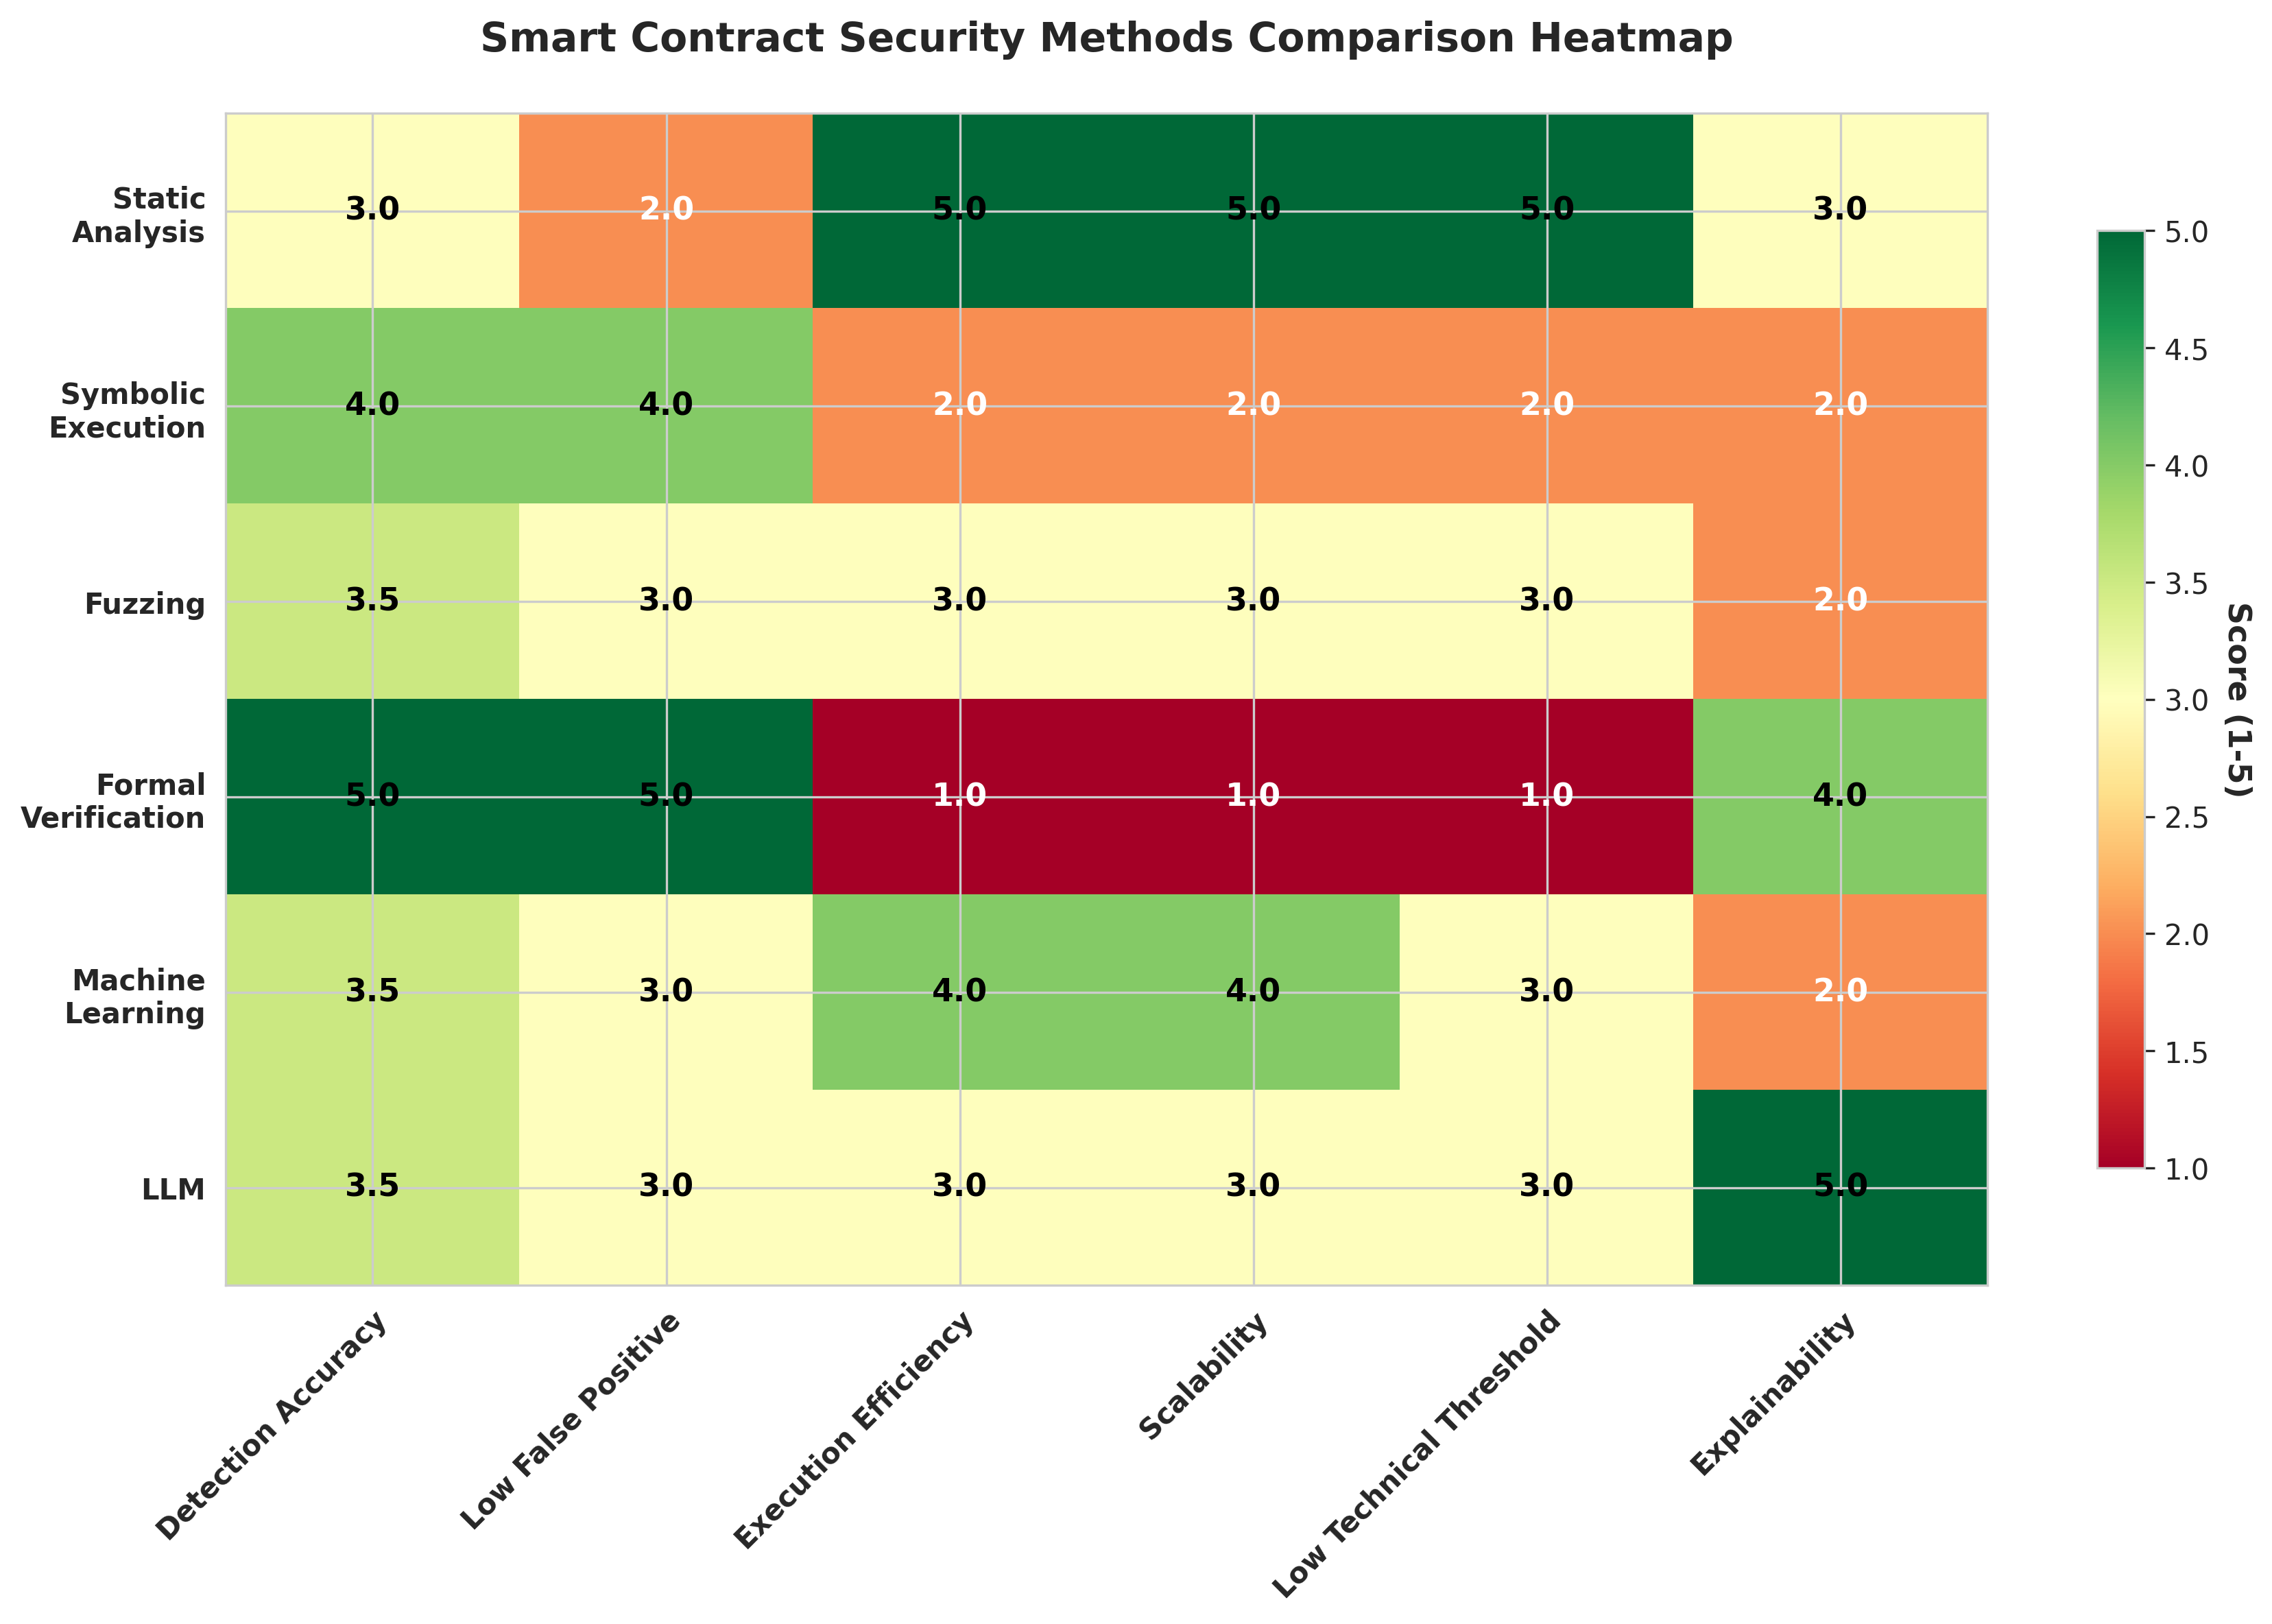 Smart Contract Security Methods Comparison Heatmap
Static
Analysis
3.0 2.0 5.0 5.0 5.0 3.0
Symbolic
Execution
4.0 4.0 2.0 2.0 2.0 2.0
Fuzzing
3.5 3.0 3.0 3.0 3.0 2.0
Formal
Verification
5.0 5.0 1.0 1.0 1.0 4.0
Machine
Learning
3.5 3.0 4.0 4.0 3.0 2.0
LLM
3.5 3.0 3.0 3.0 3.0 5.0
Detection Accuracy
Low False Positive
Execution Efficiency
Scalability
Low Technical Threshold
Explainability
5.0
4.5
4.0
3.5
3.0
2.5
2.0
1.5
1.0
Score (1-5)